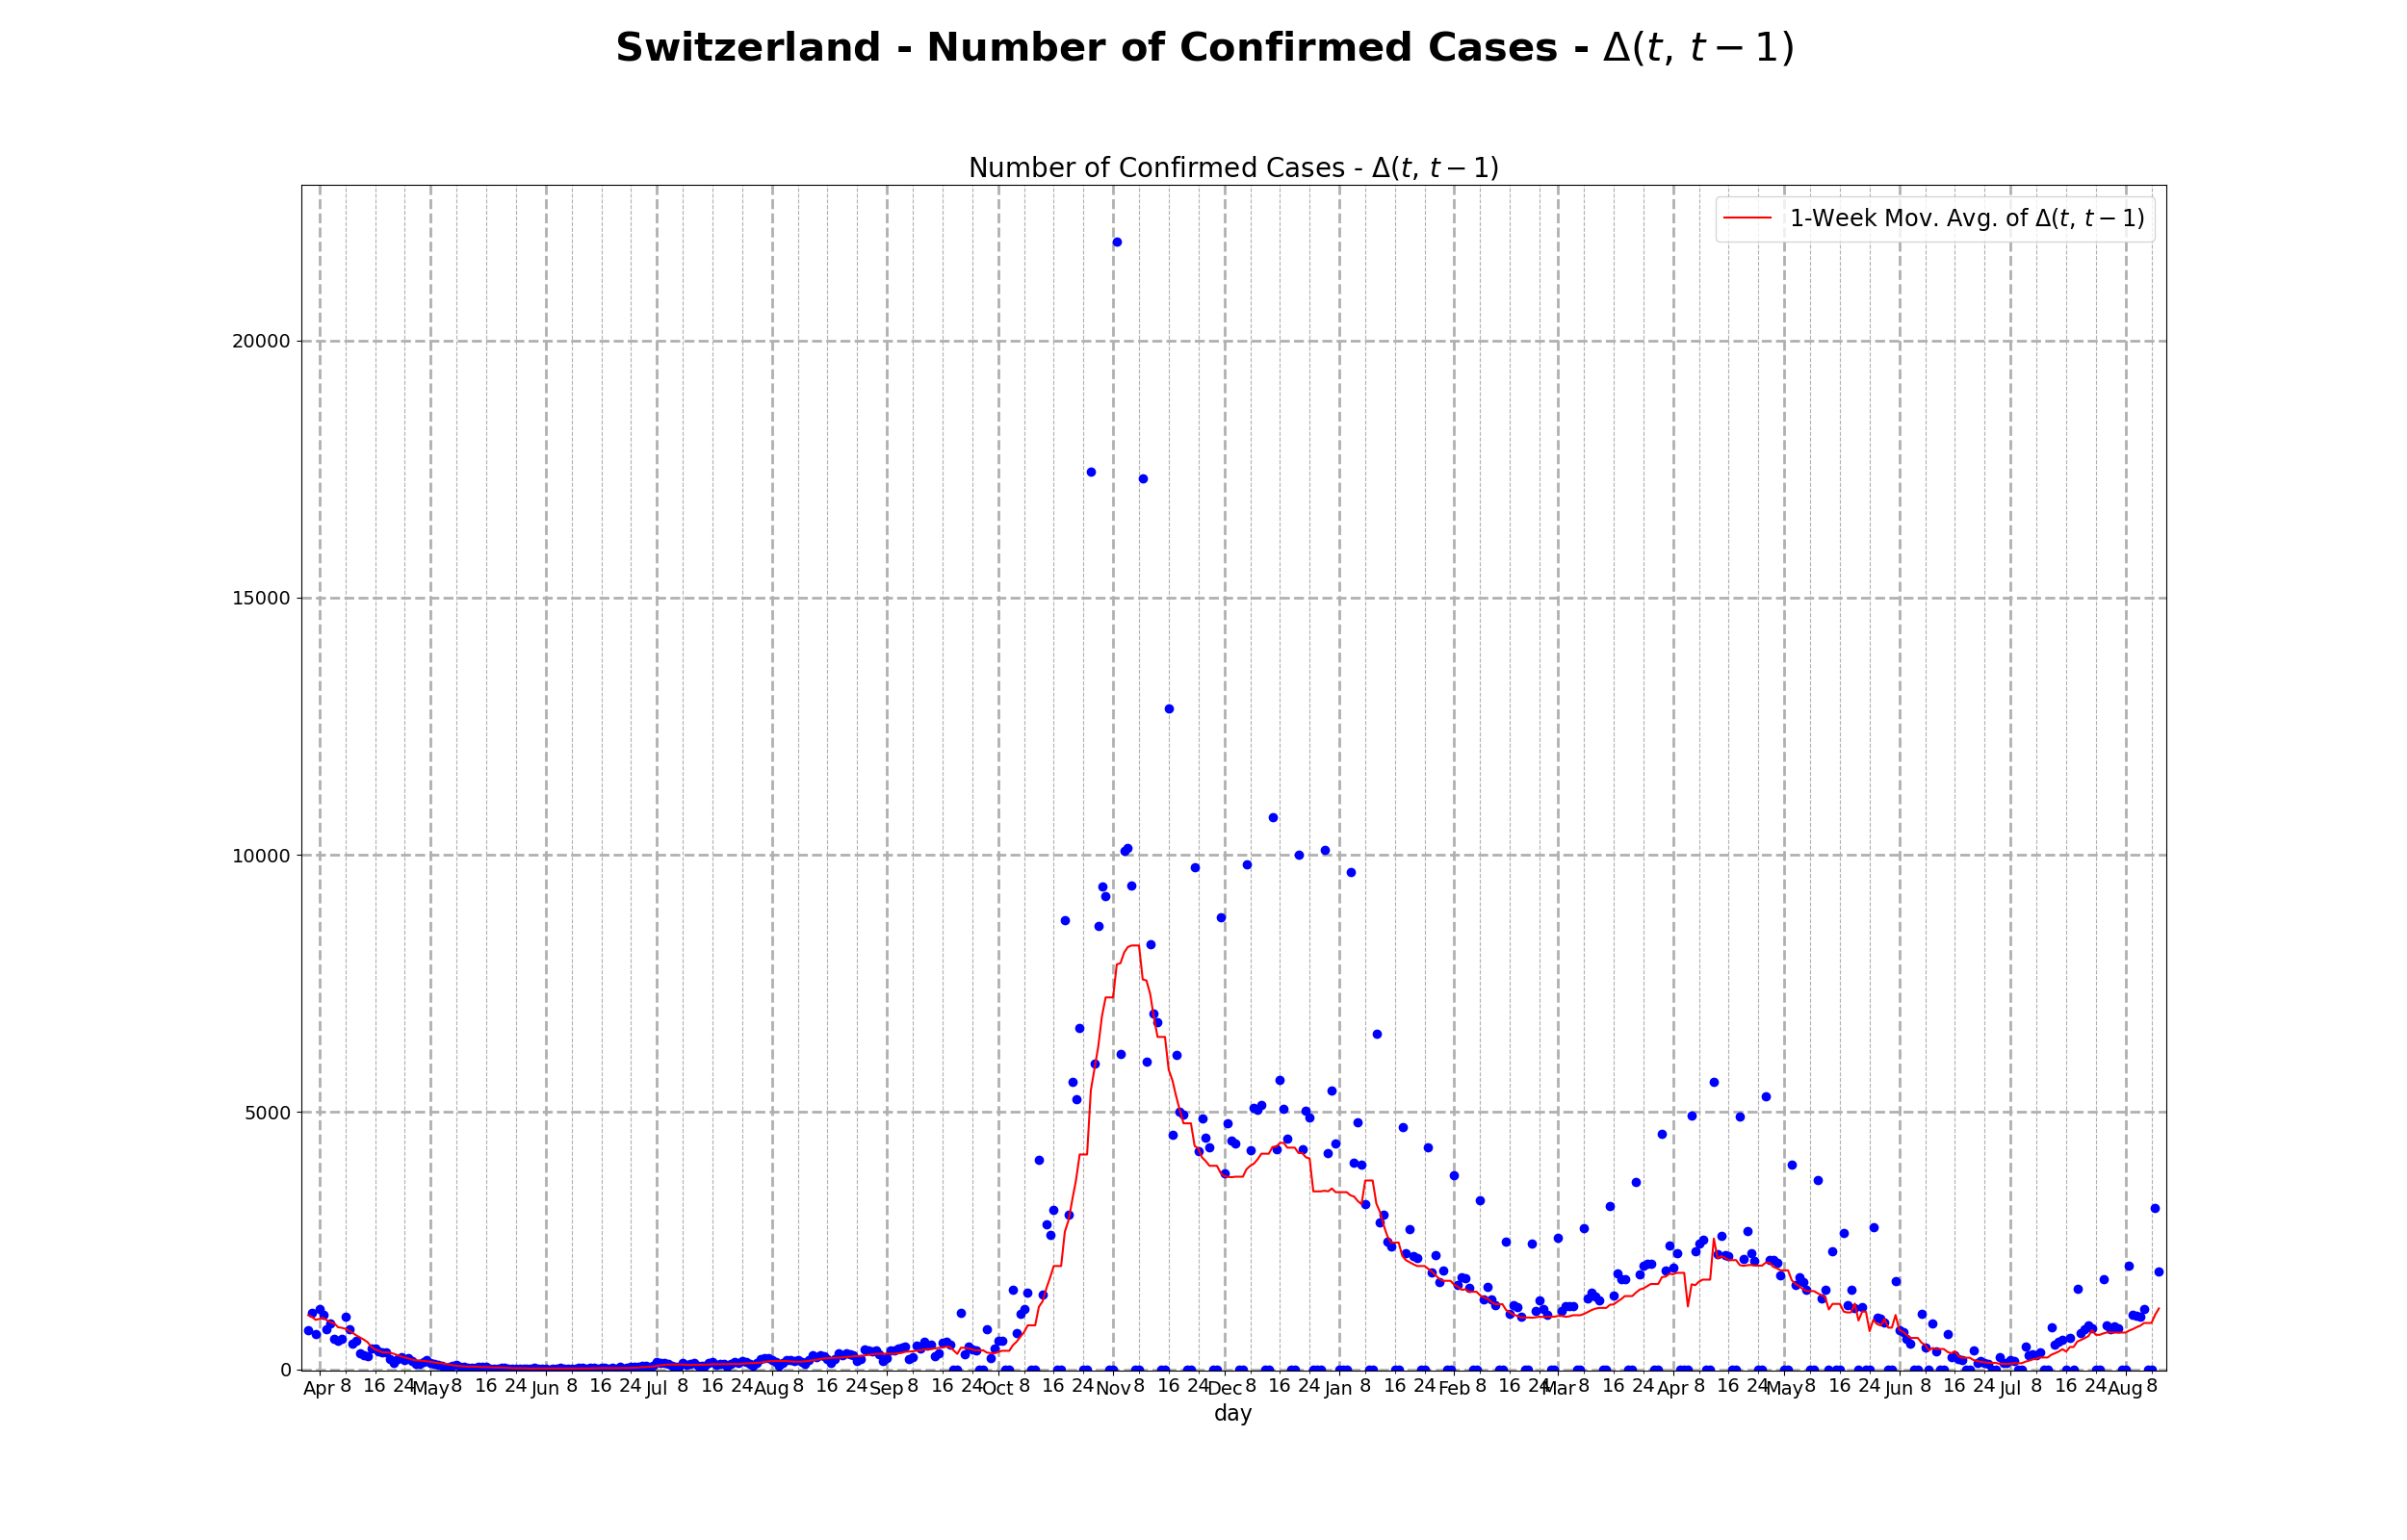 Switzerland - Number of Confirmed Cases - Δ(t, t − 1)
Number of Confirmed Cases - Δ(t, t − 1)
1-Week Mov. Avg. of Δ(t, t − 1)
20000
15000
10000
5000
0
Apr 8 16 24 May 8 16 24 Jun 8 16 24 Jul 8 16 24 Aug 8 16 24 Sep 8 16 24 Oct 8 16 24 Nov 8 16 24 Dec 8 16 24 Jan 8 16 24 Feb 8 16 24 Mar 8 16 24 Apr 8 16 24 May 8 16 24 Jun 8 16 24 Jul 8 16 24 Aug 8
day